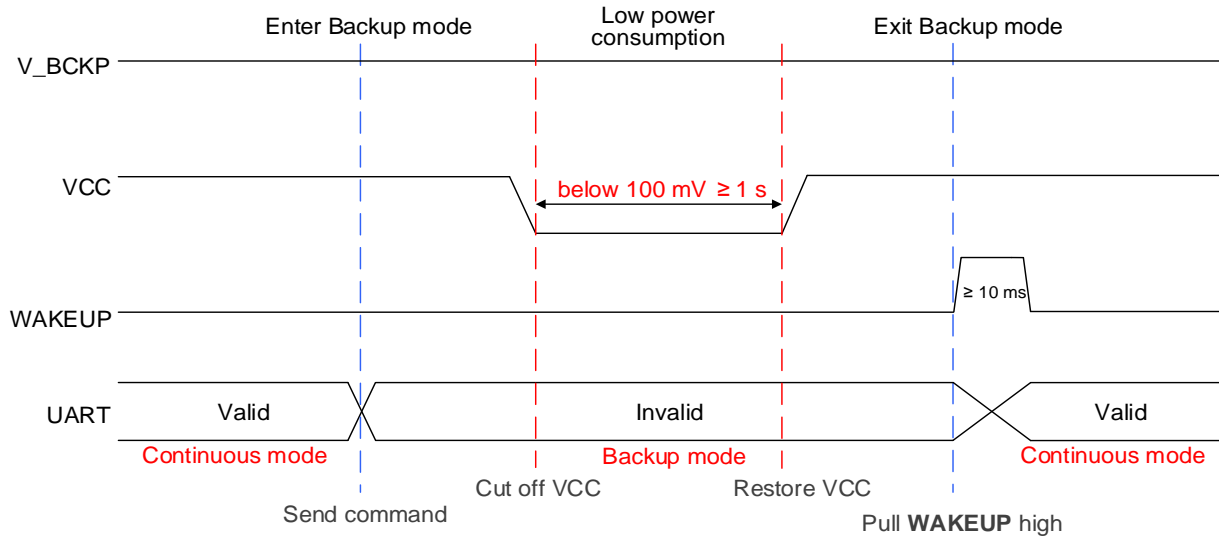 Enter Backup mode
Low power
consumption
Exit Backup mode
V_BCKP
VCC
below 100 mV ≥ 1 s
≥ 10 ms
WAKEUP
UART
Valid
Invalid
Valid
Continuous mode
Backup mode
Continuous mode
Cut off VCC
Restore VCC
Send command
Pull WAKEUP high